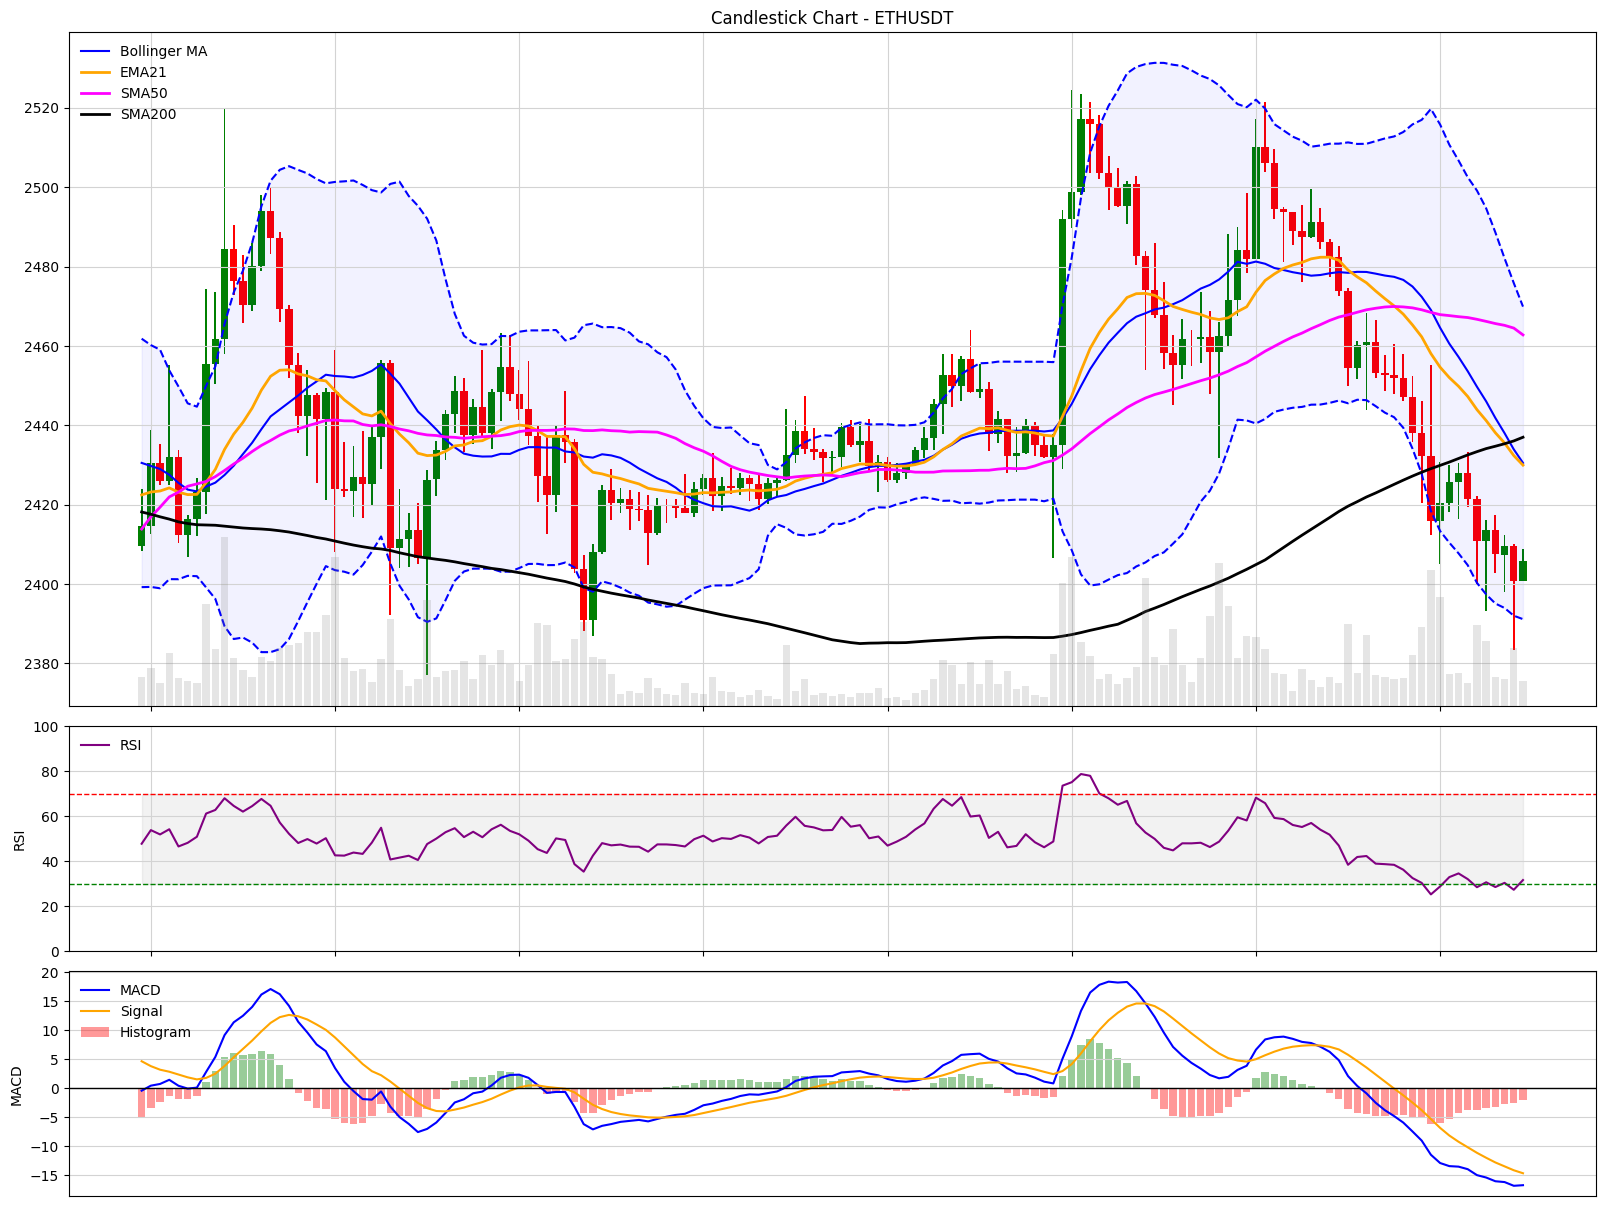 Candlestick Chart - ETHUSDT
Bollinger MA
EMA21
SMA50
SMA200
2520
2500
2480
2460
2440
2420
2400
2380
100
80
60
40
20
0
RSI
RSI
20
15
10
5
0
−5
−10
−15
MACD
MACD
Signal
Histogram